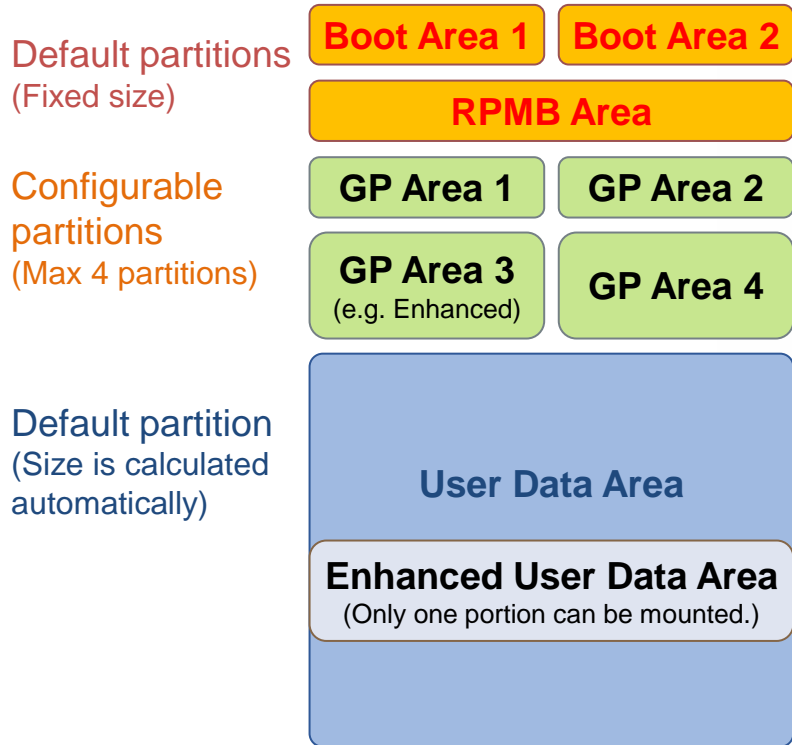 Default partitions
(Fixed size)
Boot Area 1
Boot Area 2
RPMB Area
Configurable
partitions
(Max 4 partitions)
GP Area 1
GP Area 2
GP Area 3
(e.g. Enhanced)
GP Area 4
Default partition
(Size is calculated
automatically)
User Data Area
Enhanced User Data Area
(Only one portion can be mounted.)